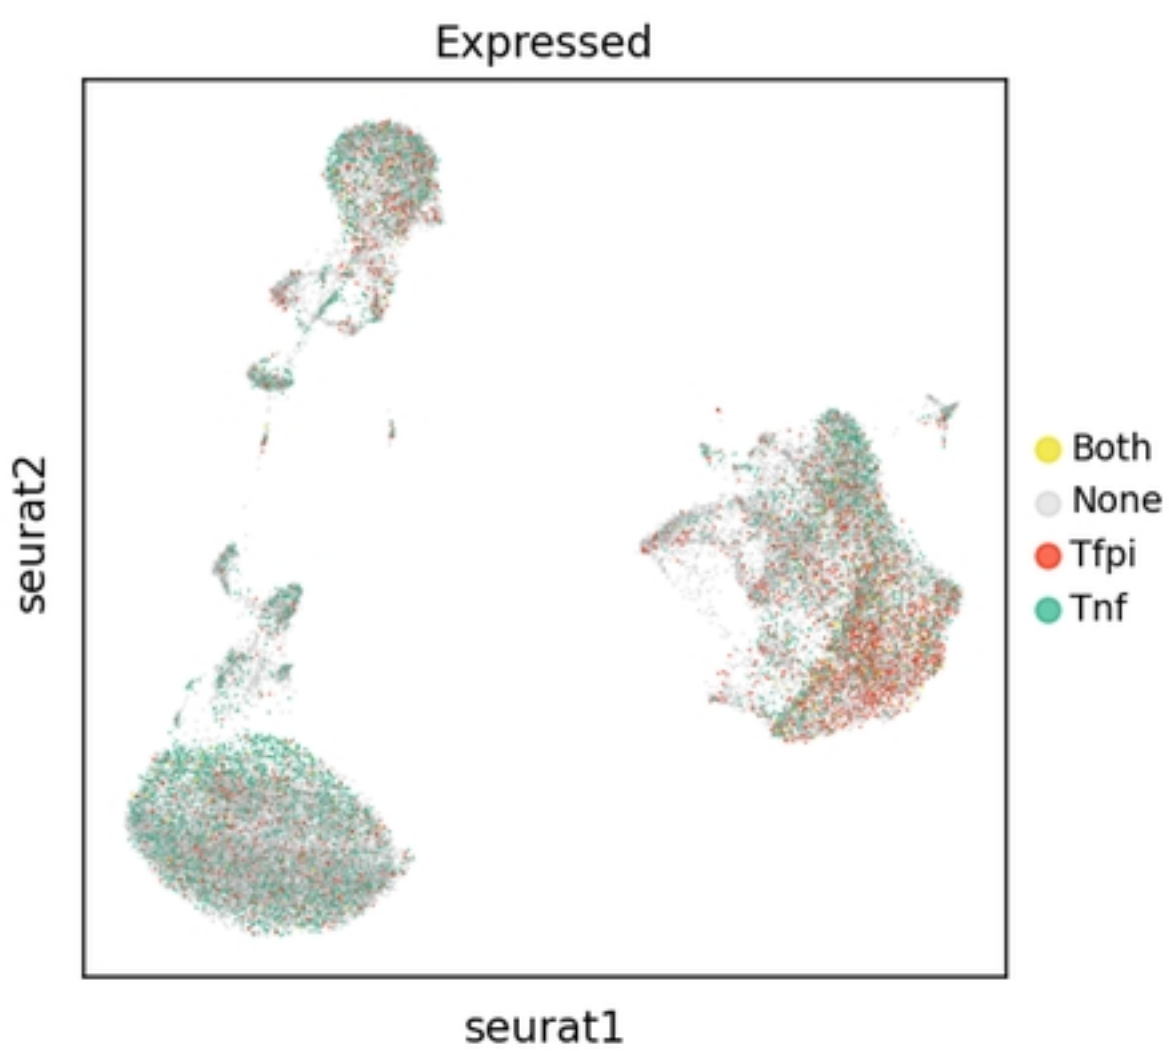 Expressed
seurat2
Both
None
Tfpi
Tnf
seurat1